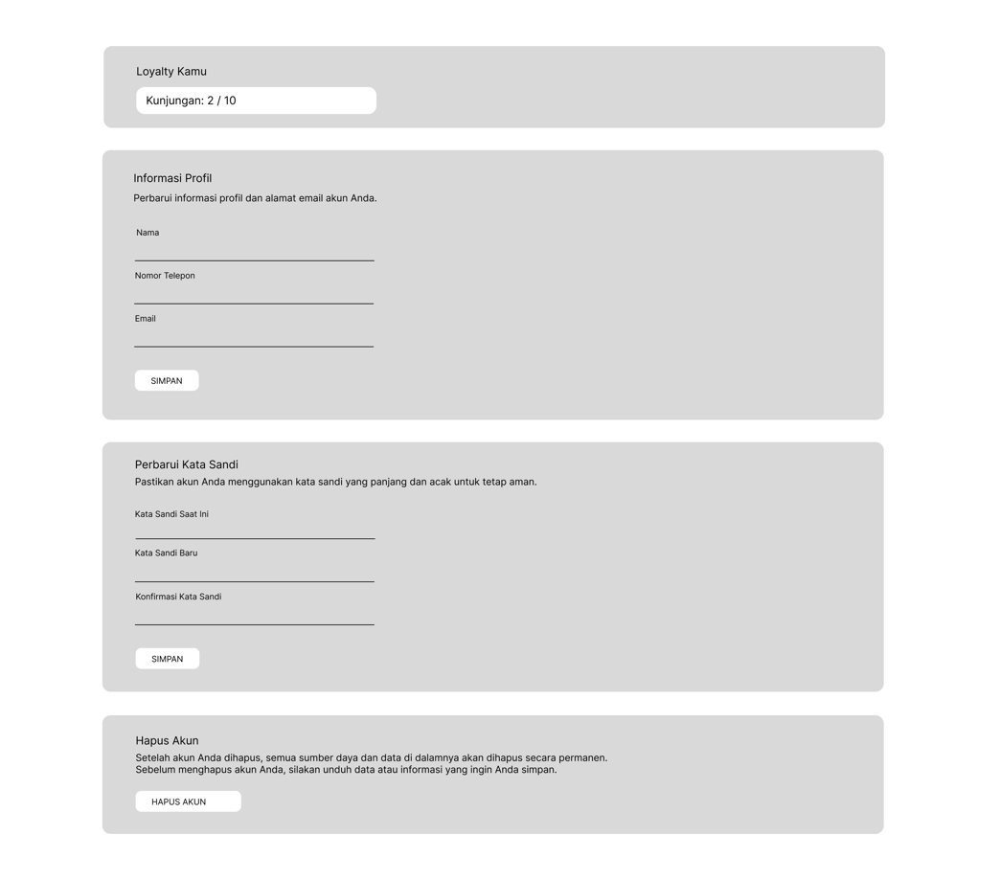 Loyalty Kamu
Kunjungan: 2 / 10
Informasi Profil
Perbarui informasi profil dan alamat email akun Anda.
Nama
Nomor Telepon
Email
SIMPAN
Perbarui Kata Sandi
Pastikan akun Anda menggunakan kata sandi yang panjang dan acak untuk tetap aman.
Kata Sandi Saat Ini
Kata Sandi Baru
Konfirmasi Kata Sandi
SIMPAN
Hapus Akun
Setelah akun Anda dihapus, semua sumber daya dan data di dalamnya akan dihapus secara permanen.
Sebelum menghapus akun Anda, silakan unduh data atau informasi yang ingin Anda simpan.
HAPUS AKUN